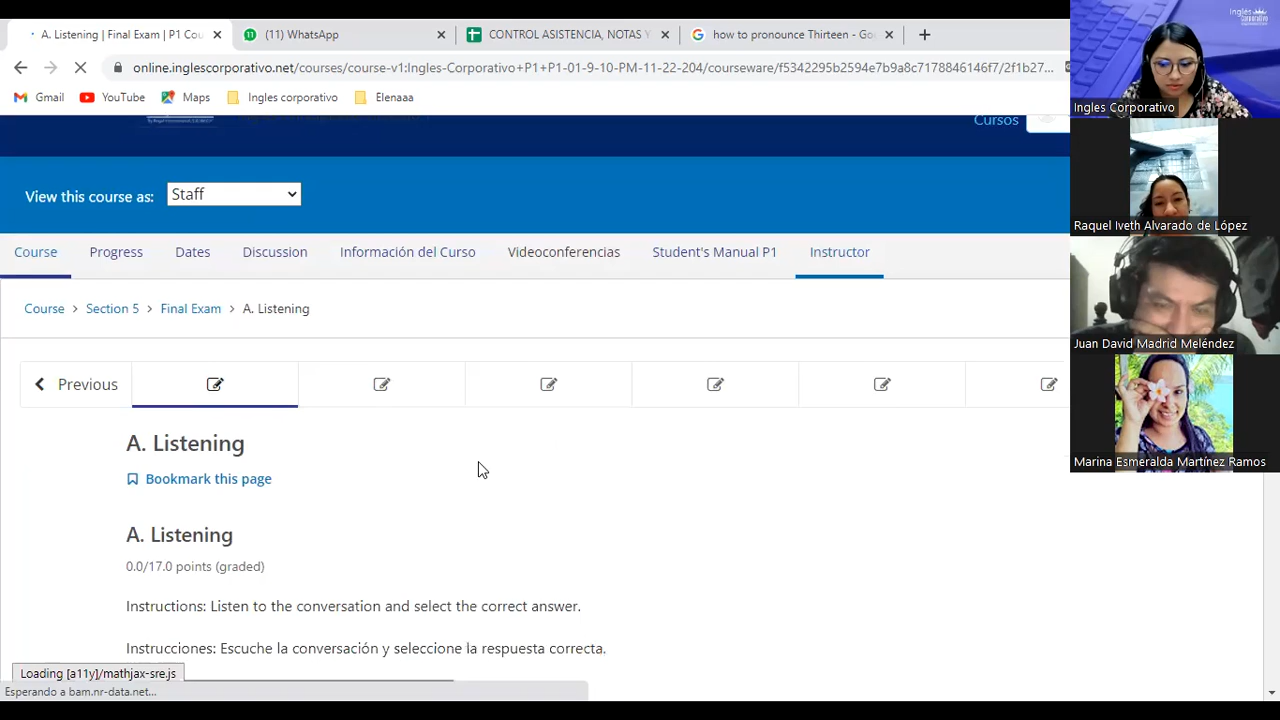 A. Listening | Final Exam | P1 Cou
(11) WhatsApp
CONTROL ASISTENCIA, NOTAS Y
how to pronounce Thirteen - Go
online.inglescorporativo.net/courses/course-v1:Ingles-Corporativo+P1+P1-01-9-10-PM-11-22-204/courseware/f5342295b2594e7b9a8c7178846146f7/2f1b27...
Gmail
YouTube
Maps
Ingles corporativo
Elenaaa
Cursos
View this course as:
Staff
Course
Progress
Dates
Discussion
Información del Curso
Videoconferencias
Student's Manual P1
Instructor
Course > Section 5 > Final Exam > A. Listening
Previous
A. Listening
Bookmark this page
A. Listening
0.0/17.0 points (graded)
Instructions: Listen to the conversation and select the correct answer.
Instrucciones: Escuche la conversación y seleccione la respuesta correcta.
Loading [a11y]/mathjax-sre.js
Esperando a bam.nr-data.net...
Inglés
Corporativo
Ingles Corporativo
Raquel Iveth Alvarado de López
Juan David Madrid Meléndez
Marina Esmeralda Martínez Ramos